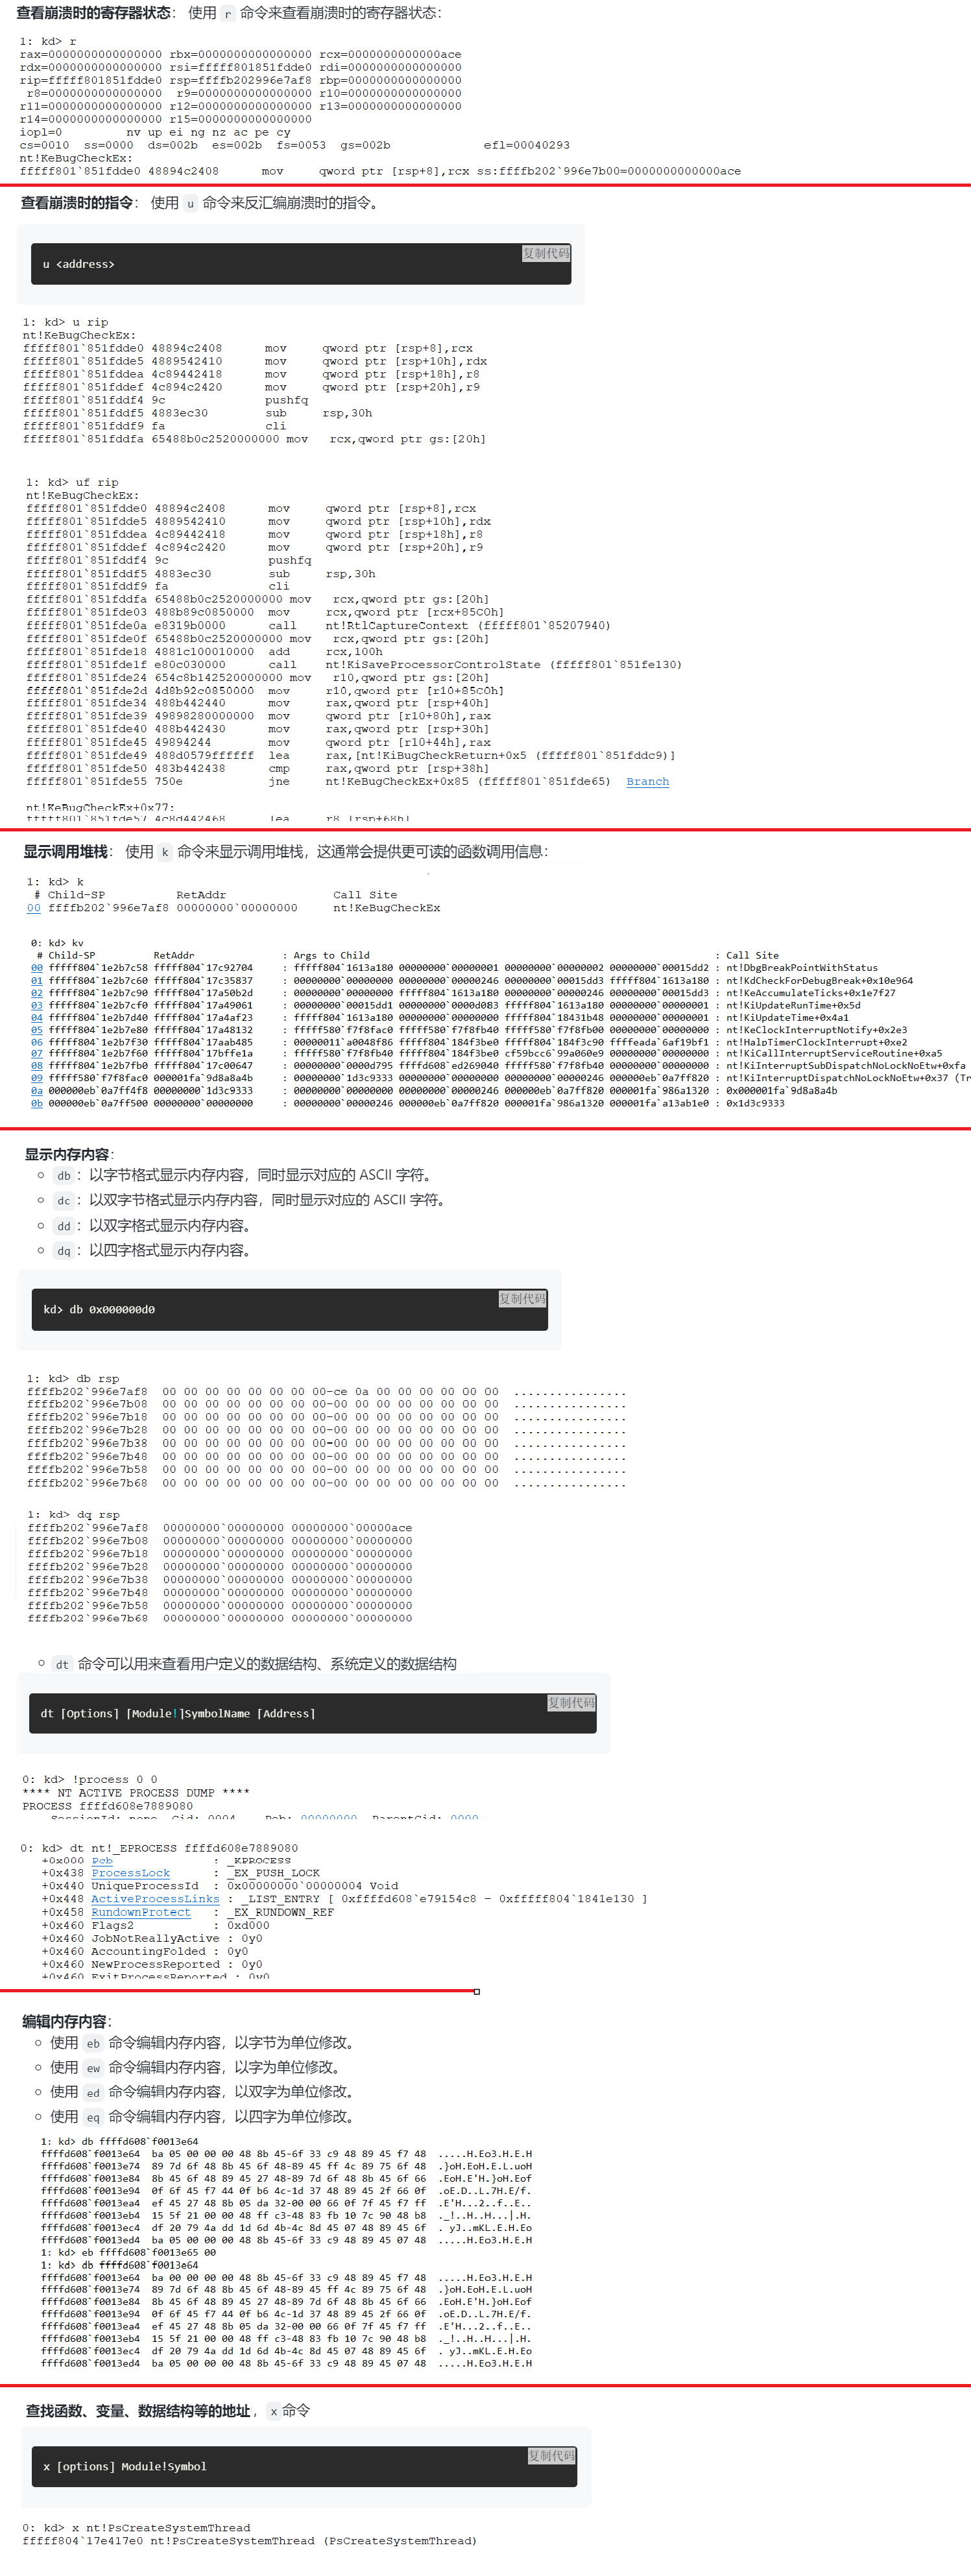 查看崩溃时的寄存器状态： 使用 r 命令来查看崩溃时的寄存器状态：
1: kd> r
rax=0000000000000000 rbx=0000000000000000 rcx=0000000000000ace
rdx=0000000000000000 rsi=fffff801851fdde0 rdi=0000000000000000
rip=fffff801851fdde0 rsp=ffffb202996e7af8 rbp=0000000000000000
r8=0000000000000000 r9=0000000000000000 r10=0000000000000000
r11=0000000000000000 r12=0000000000000000 r13=0000000000000000
r14=0000000000000000 r15=0000000000000000
iopl=0 nv up ei ng nz ac pe cy
cs=0010 ss=0000 ds=002b es=002b fs=0053 gs=002b efl=00040293
nt!KeBugCheckEx:
fffff801`851fdde0 48894c2408 mov qword ptr [rsp+8],rcx ss:ffffb202`996e7b00=0000000000000ace
查看崩溃时的指令： 使用 u 命令来反汇编崩溃时的指令。
复制代码
u <address>
1: kd> u rip
nt!KeBugCheckEx:
fffff801`851fdde0 48894c2408 mov qword ptr [rsp+8],rcx
fffff801`851fdde5 4889542410 mov qword ptr [rsp+10h],rdx
fffff801`851fddea 4c89442418 mov qword ptr [rsp+18h],r8
fffff801`851fddef 4c894c2420 mov qword ptr [rsp+20h],r9
fffff801`851fddf4 9c pushfq
fffff801`851fddf5 4883ec30 sub rsp,30h
fffff801`851fddf9 fa cli
fffff801`851fddfa 65488b0c2520000000 mov rcx,qword ptr gs:[20h]
1: kd> uf rip
nt!KeBugCheckEx:
fffff801`851fdde0 48894c2408 mov qword ptr [rsp+8],rcx
fffff801`851fdde5 4889542410 mov qword ptr [rsp+10h],rdx
fffff801`851fddea 4c89442418 mov qword ptr [rsp+18h],r8
fffff801`851fddef 4c894c2420 mov qword ptr [rsp+20h],r9
fffff801`851fddf4 9c pushfq
fffff801`851fddf5 4883ec30 sub rsp,30h
fffff801`851fddf9 fa cli
fffff801`851fddfa 65488b0c2520000000 mov rcx,qword ptr gs:[20h]
fffff801`851fde03 488b89c0850000 mov rcx,qword ptr [rcx+85C0h]
fffff801`851fde0a e8319b0000 call nt!RtlCaptureContext (fffff801`85207940)
fffff801`851fde0f 65488b0c2520000000 mov rcx,qword ptr gs:[20h]
fffff801`851fde18 4881c100010000 add rcx,100h
fffff801`851fde1f e80c030000 call nt!KiSaveProcessorControlState (fffff801`851fe130)
fffff801`851fde24 654c8b142520000000 mov r10,qword ptr gs:[20h]
fffff801`851fde2d 4d8b92c0850000 mov r10,qword ptr [r10+85C0h]
fffff801`851fde34 488b442440 mov rax,qword ptr [rsp+40h]
fffff801`851fde39 49898280000000 mov qword ptr [r10+80h],rax
fffff801`851fde40 488b442430 mov rax,qword ptr [rsp+30h]
fffff801`851fde45 49894244 mov qword ptr [r10+44h],rax
fffff801`851fde49 488d0579ffffff lea rax,[nt!KiBugCheckReturn+0x5 (fffff801`851fddc9)]
fffff801`851fde50 483b442438 cmp rax,qword ptr [rsp+38h]
fffff801`851fde55 750e jne nt!KeBugCheckEx+0x85 (fffff801`851fde65) Branch
nt!KeBugCheckEx+0x77:
fffff801`851fde57 4c8d442468 lea r8,[rsp+68h]
显示调用堆栈： 使用 k 命令来显示调用堆栈，这通常会提供更可读的函数调用信息：
1: kd> k
# Child-SP RetAddr Call Site
00 ffffb202`996e7af8 00000000`00000000 nt!KeBugCheckEx
0: kd> kv
# Child-SP RetAddr : Args to Child : Call Site
00 fffff804`1e2b7c58 fffff804`17c92704 : fffff804`1613a180 00000000`00000001 00000000`00000002 00000000`00015dd2 : nt!DbgBreakPointWithStatus
01 fffff804`1e2b7c60 fffff804`17c35837 : 00000000`00000000 00000000`00000246 00000000`00015dd3 fffff804`1613a180 : nt!KdCheckForDebugBreak+0x10e964
02 fffff804`1e2b7c90 fffff804`17a50b2d : 00000000`00000000 fffff804`1613a180 00000000`00000246 00000000`00015dd3 : nt!KeAccumulateTicks+0x1e7f27
03 fffff804`1e2b7cf0 fffff804`17a49061 : 00000000`00015dd1 00000000`0000d083 fffff804`1613a180 00000000`00000001 : nt!KiUpdateRunTime+0x5d
04 fffff804`1e2b7d40 fffff804`17a4af23 : fffff804`1613a180 00000000`00000000 fffff804`18431b48 00000000`00000001 : nt!KiUpdateTime+0x4a1
05 fffff804`1e2b7e80 fffff804`17a48132 : fffff580`f7f8fac0 fffff580`f7f8fb40 fffff580`f7f8fb00 00000000`00000000 : nt!KeClockInterruptNotify+0x2e3
06 fffff804`1e2b7f30 fffff804`17aab485 : 00000011`a0048f86 fffff804`184f3be0 fffff804`184f3c90 ffffeada`6af19bf1 : nt!HalpTimerClockInterrupt+0xe2
07 fffff804`1e2b7f60 fffff804`17bffe1a : fffff580`f7f8fb40 fffff804`184f3be0 cf59bcc6`99a060e9 00000000`00000000 : nt!KiCallInterruptServiceRoutine+0xa5
08 fffff804`1e2b7fb0 fffff804`17c00647 : 00000000`0000d795 ffffd608`ed269040 fffff580`f7f8fb40 00000000`00000000 : nt!KiInterruptSubDispatchNoLockNoEtw+0xfa
09 fffff580`f7f8fac0 000001fa`9d8a8a4b : 00000000`1d3c9333 00000000`00000000 00000000`00000246 000000eb`0a7ff820 : nt!KiInterruptDispatchNoLockNoEtw+0x37 (Tr
0a 000000eb`0a7ff4f8 00000000`1d3c9333 : 00000000`00000000 00000000`00000246 000000eb`0a7ff820 000001fa`986a1320 : 0x000001fa`9d8a8a4b
0b 000000eb`0a7ff500 00000000`00000000 : 00000000`00000246 000000eb`0a7ff820 000001fa`986a1320 000001fa`a13ab1e0 : 0x1d3c9333
显示内存内容：
db ：以字节格式显示内存内容，同时显示对应的 ASCII 字符。
dc ：以双字节格式显示内存内容，同时显示对应的 ASCII 字符。
dd ：以双字格式显示内存内容。
dq ：以四字格式显示内存内容。
复制代码
kd> db 0x000000d0
1: kd> db rsp
ffffb202`996e7af8 00 00 00 00 00 00 00 00-ce 0a 00 00 00 00 00 00 ................
ffffb202`996e7b08 00 00 00 00 00 00 00 00-00 00 00 00 00 00 00 00 ................
ffffb202`996e7b18 00 00 00 00 00 00 00 00-00 00 00 00 00 00 00 00 ................
ffffb202`996e7b28 00 00 00 00 00 00 00 00-00 00 00 00 00 00 00 00 ................
ffffb202`996e7b38 00 00 00 00 00 00 00 00-00 00 00 00 00 00 00 00 ................
ffffb202`996e7b48 00 00 00 00 00 00 00 00-00 00 00 00 00 00 00 00 ................
ffffb202`996e7b58 00 00 00 00 00 00 00 00-00 00 00 00 00 00 00 00 ................
ffffb202`996e7b68 00 00 00 00 00 00 00 00-00 00 00 00 00 00 00 00 ................
1: kd> dq rsp
ffffb202`996e7af8 00000000`00000000 00000000`00000ace
ffffb202`996e7b08 00000000`00000000 00000000`00000000
ffffb202`996e7b18 00000000`00000000 00000000`00000000
ffffb202`996e7b28 00000000`00000000 00000000`00000000
ffffb202`996e7b38 00000000`00000000 00000000`00000000
ffffb202`996e7b48 00000000`00000000 00000000`00000000
ffffb202`996e7b58 00000000`00000000 00000000`00000000
ffffb202`996e7b68 00000000`00000000 00000000`00000000
dt 命令可以用来查看用户定义的数据结构、系统定义的数据结构
复制代码
dt [Options] [Module!]SymbolName [Address]
0: kd> !process 0 0
**** NT ACTIVE PROCESS DUMP ****
PROCESS ffffd608e7889080
SessionId: none Cid: 0004 Peb: 00000000 ParentCid: 0000
0: kd> dt nt!_EPROCESS ffffd608e7889080
+0x000 Pcb : _KPROCESS
+0x438 ProcessLock : _EX_PUSH_LOCK
+0x440 UniqueProcessId : 0x00000000`00000004 Void
+0x448 ActiveProcessLinks : _LIST_ENTRY [ 0xffffd608`e79154c8 - 0xfffff804`1841e130 ]
+0x458 RundownProtect : _EX_RUNDOWN_REF
+0x460 Flags2 : 0xd000
+0x460 JobNotReallyActive : 0y0
+0x460 AccountingFolded : 0y0
+0x460 NewProcessReported : 0y0
+0x460 ExitProcessReported : 0y0
编辑内存内容：
使用 eb 命令编辑内存内容，以字节为单位修改。
使用 ew 命令编辑内存内容，以字为单位修改。
使用 ed 命令编辑内存内容，以双字为单位修改。
使用 eq 命令编辑内存内容，以四字为单位修改。
1: kd> db ffffd608`f0013e64
ffffd608`f0013e64 ba 05 00 00 00 48 8b 45-6f 33 c9 48 89 45 f7 48 .....H.Eo3.H.E.H
ffffd608`f0013e74 89 7d 6f 48 8b 45 6f 48-89 45 ff 4c 89 75 6f 48 .}oH.EoH.E.L.uoH
ffffd608`f0013e84 8b 45 6f 48 89 45 27 48-89 7d 6f 48 8b 45 6f 66 .EoH.E'H.}oH.Eof
ffffd608`f0013e94 0f 6f 45 f7 44 0f b6 4c-1d 37 48 89 45 2f 66 0f .oE.D..L.7H.E/f.
ffffd608`f0013ea4 ef 45 27 48 8b 05 da 32-00 00 66 0f 7f 45 f7 ff .E'H...2..f..E..
ffffd608`f0013eb4 15 5f 21 00 00 48 ff c3-48 83 fb 10 7c 90 48 b8 ._!..H..H...|.H.
ffffd608`f0013ec4 df 20 79 4a dd 1d 6d 4b-4c 8d 45 07 48 89 45 6f . yJ..mKL.E.H.Eo
ffffd608`f0013ed4 ba 05 00 00 00 48 8b 45-6f 33 c9 48 89 45 07 48 .....H.Eo3.H.E.H
1: kd> eb ffffd608`f0013e65 00
1: kd> db ffffd608`f0013e64
ffffd608`f0013e64 ba 00 00 00 00 48 8b 45-6f 33 c9 48 89 45 f7 48 .....H.Eo3.H.E.H
ffffd608`f0013e74 89 7d 6f 48 8b 45 6f 48-89 45 ff 4c 89 75 6f 48 .}oH.EoH.E.L.uoH
ffffd608`f0013e84 8b 45 6f 48 89 45 27 48-89 7d 6f 48 8b 45 6f 66 .EoH.E'H.}oH.Eof
ffffd608`f0013e94 0f 6f 45 f7 44 0f b6 4c-1d 37 48 89 45 2f 66 0f .oE.D..L.7H.E/f.
ffffd608`f0013ea4 ef 45 27 48 8b 05 da 32-00 00 66 0f 7f 45 f7 ff .E'H...2..f..E..
ffffd608`f0013eb4 15 5f 21 00 00 48 ff c3-48 83 fb 10 7c 90 48 b8 ._!..H..H...|.H.
ffffd608`f0013ec4 df 20 79 4a dd 1d 6d 4b-4c 8d 45 07 48 89 45 6f . yJ..mKL.E.H.Eo
ffffd608`f0013ed4 ba 05 00 00 00 48 8b 45-6f 33 c9 48 89 45 07 48 .....H.Eo3.H.E.H
查找函数、变量、数据结构等的地址，x 命令
复制代码
x [options] Module!Symbol
0: kd> x nt!PsCreateSystemThread
fffff804`17e417e0 nt!PsCreateSystemThread (PsCreateSystemThread)